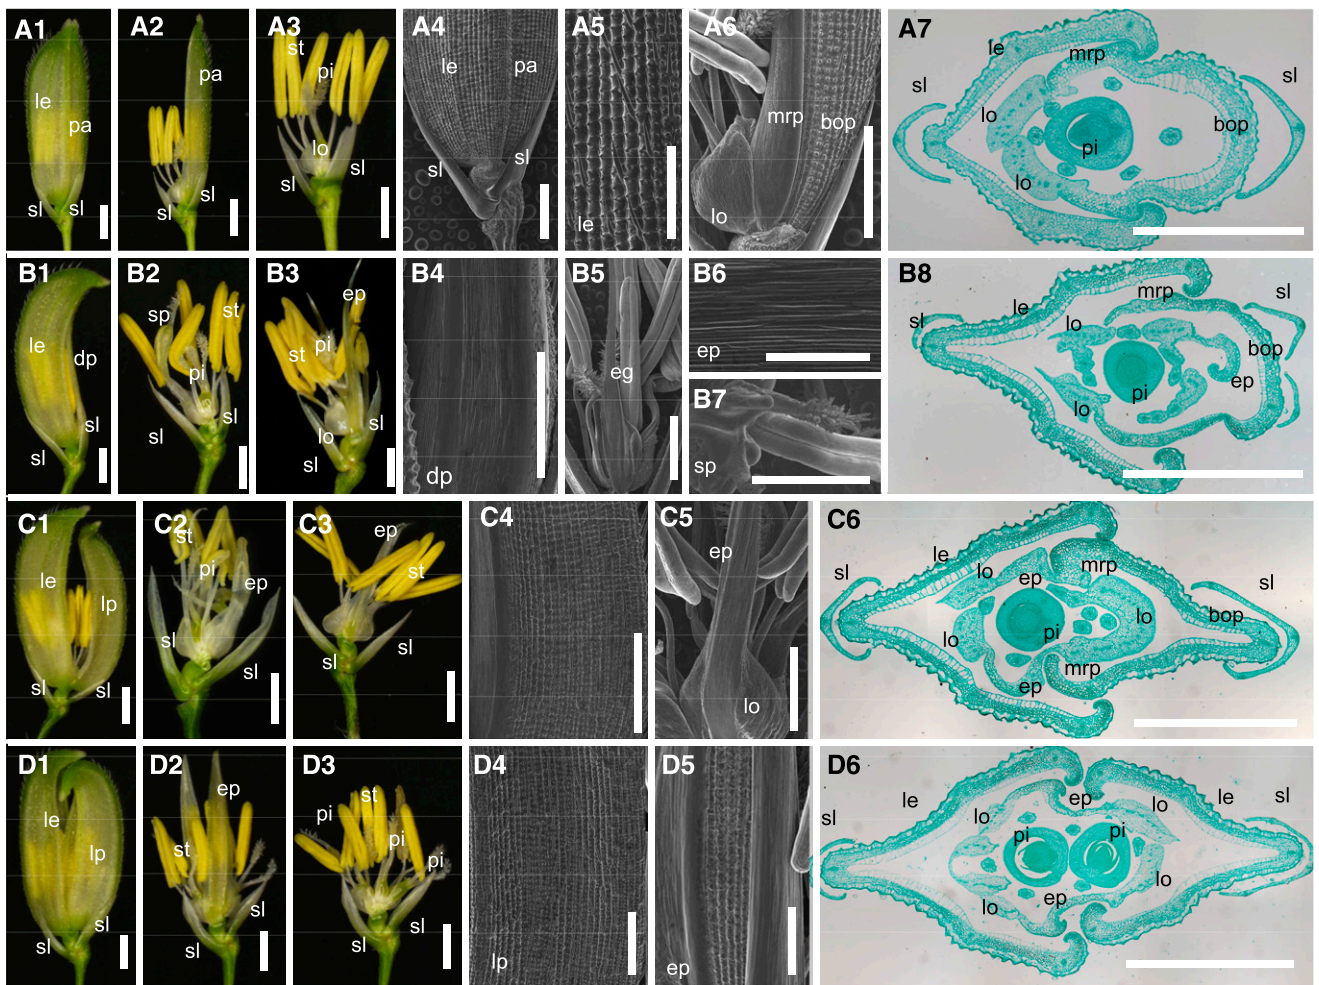 A1
le
pa
sl
sl
A2
pa
sl
sl
A3
st
pi
lo
sl
sl
A4
le
pa
sl
sl
A5
le
A6
mrp
bop
lo
A7
le
mrp
sl
sl
lo
bop
pi
lo
B1
le
dp
sl
sl
B2
sp
st
pi
sl
sl
B3
ep
st
pi
sl
lo
sl
B4
dp
B5
eg
B6
ep
B7
sp
B8
mrp
sl
le
sl
lo
bop
ep
pi
lo
C1
le
lp
sl
sl
C2
st
pi
ep
sl
sl
C3
ep
st
sl
sl
C4
C5
ep
lo
C6
le
sl
lo
ep
mrp
sl
lo
bop
lo
pi
mrp
ep
D1
le
lp
sl
sl
D2
ep
st
sl
sl
D3
st
pi
pi
pi
sl
sl
D4
lp
D5
ep
D6
le
ep
lo
le
sl
sl
lo
pi
pi
lo
ep
lo